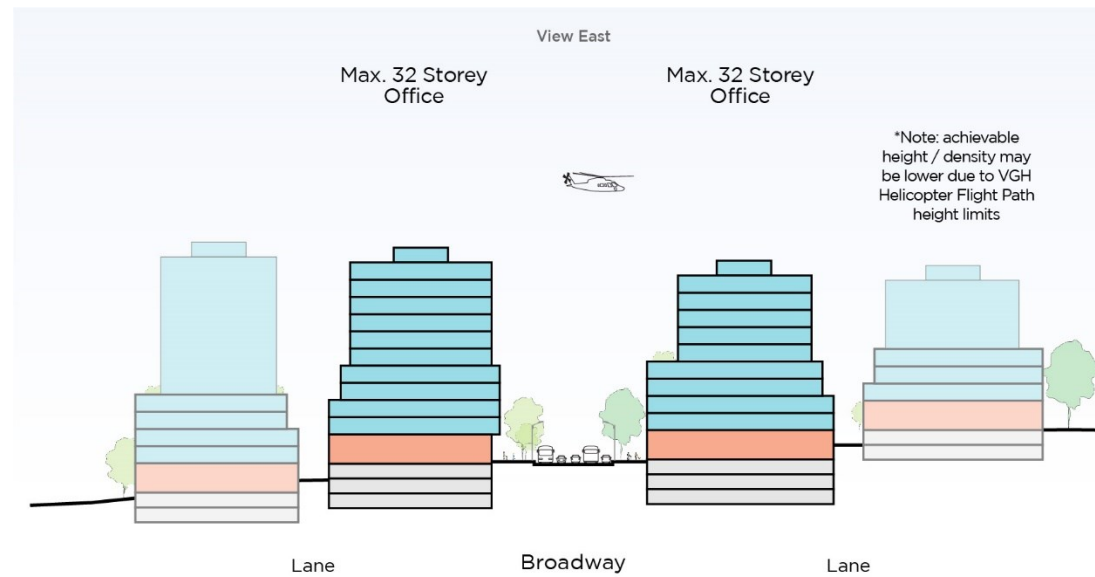 View East
Max. 32 Storey
Office
Max. 32 Storey
Office
*Note: achievable
height / density may
be lower due to VGH
Helicopter Flight Path
height limits
Lane
Broadway
Lane